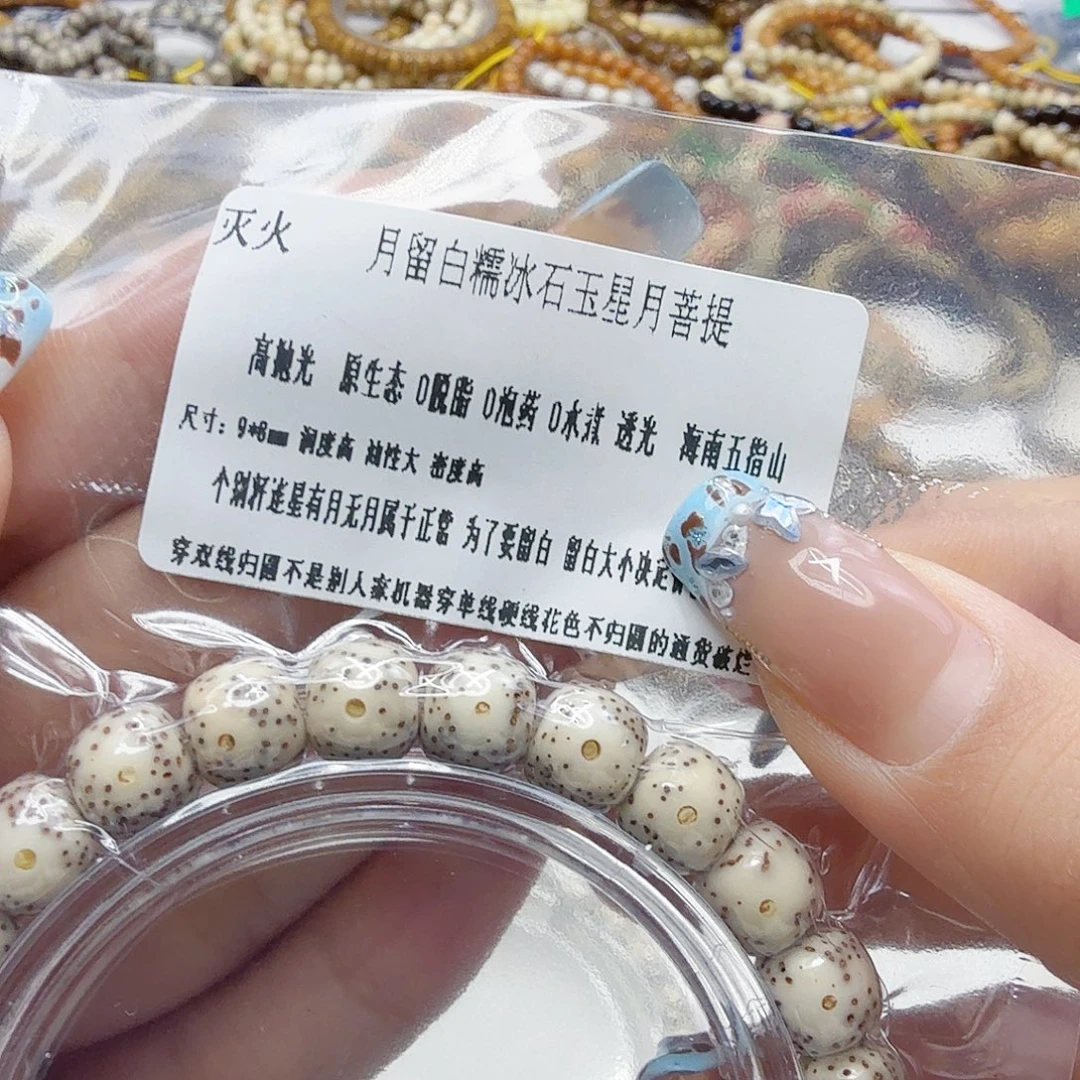 灭火 月留白糯冰石玉星月菩提
高抛光 原生态 0脱脂 0泡药 0水煮 透光 海南五指山
尺寸：9*8mm 润度高 油性大 密度高
个别籽连星有月无月属于正常 为了要留白 留白大小决定
穿双线归圆不是别人家机器穿单线硬线花色不归圆的通货破烂